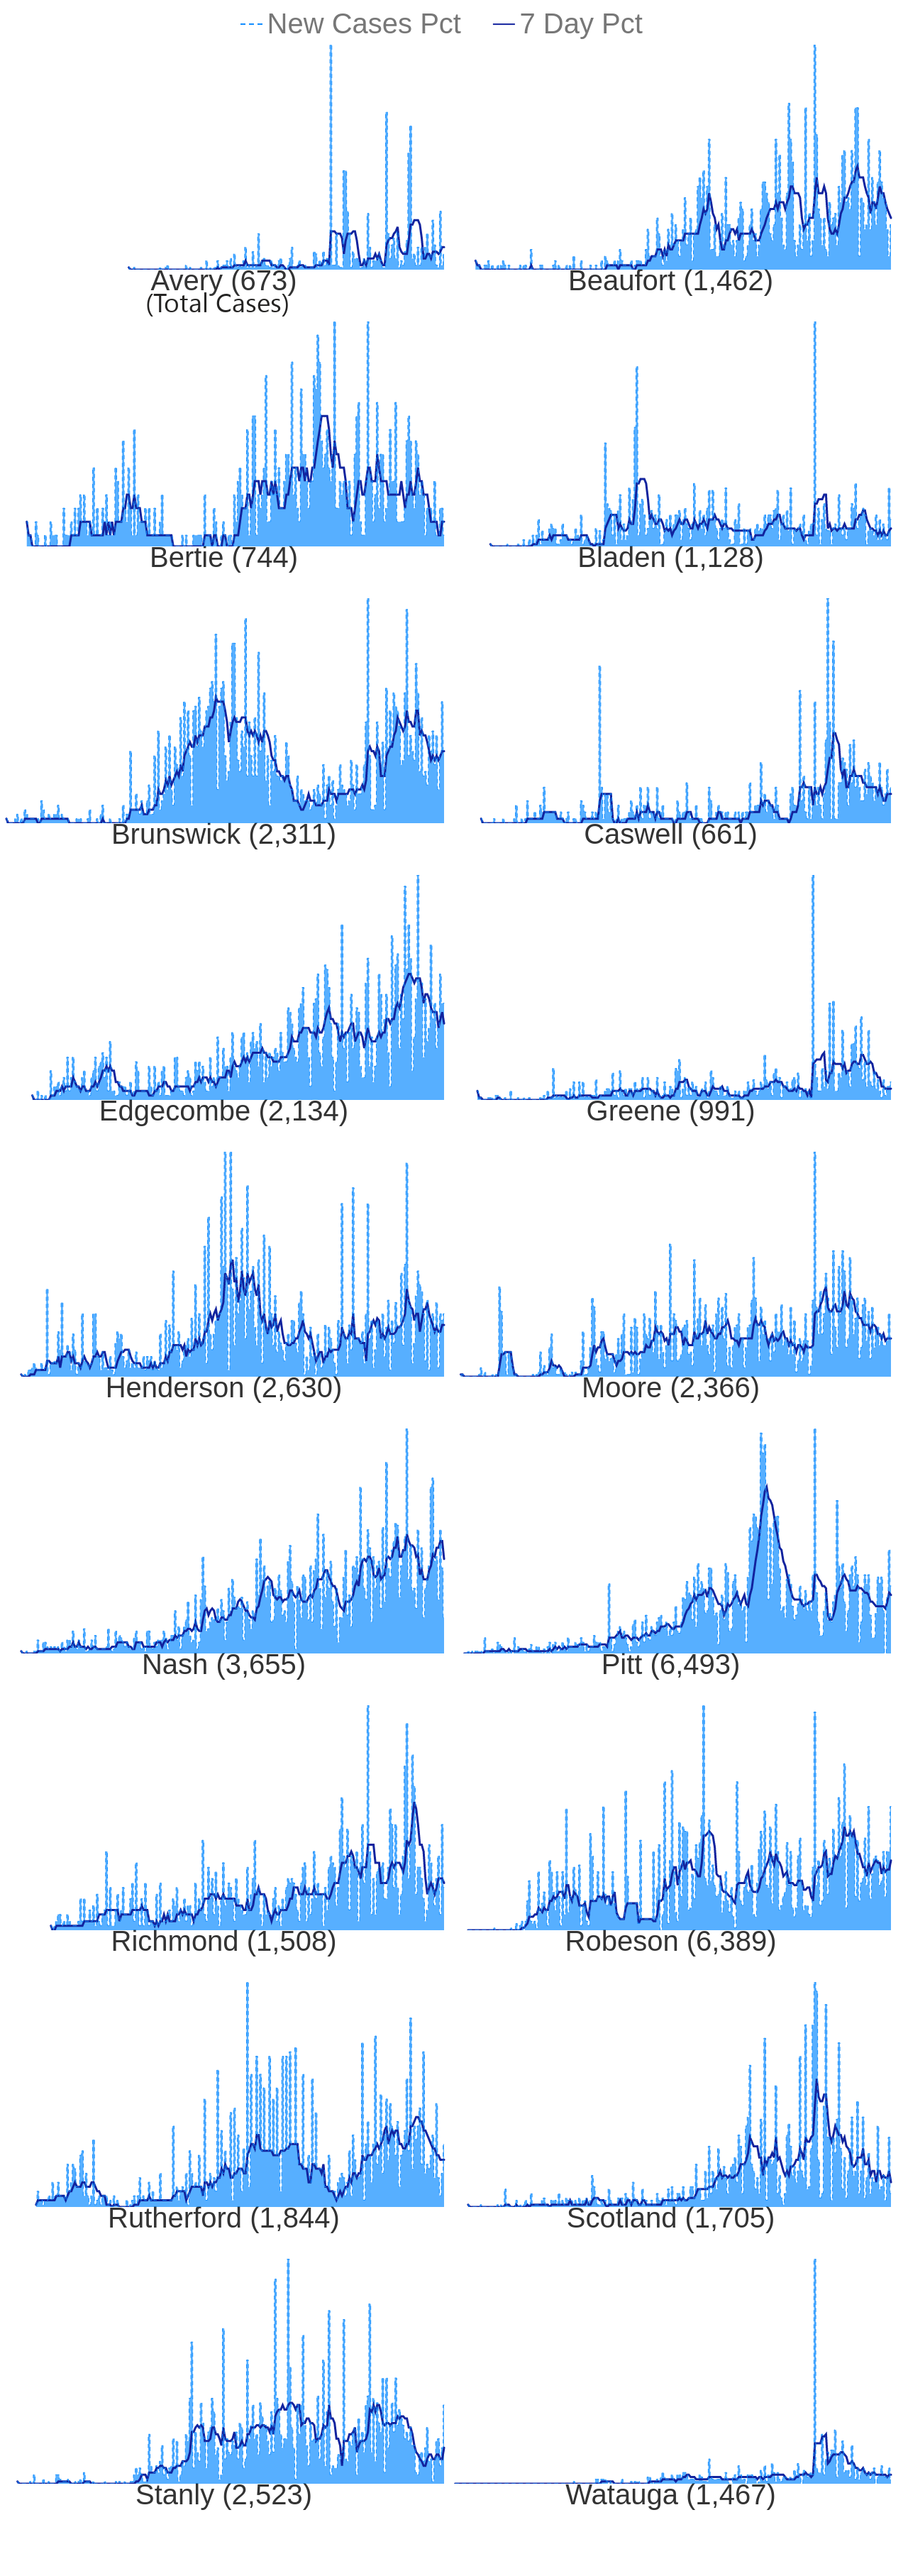 New Cases Pct 7 Day Pct
Avery (673) Beaufort (1,462)
(Total Cases)
Bertie (744) Bladen (1,128)
Brunswick (2,311) Caswell (661)
Edgecombe (2,134) Greene (991)
Henderson (2,630) Moore (2,366)
Nash (3,655) Pitt (6,493)
Richmond (1,508) Robeson (6,389)
Rutherford (1,844) Scotland (1,705)
Stanly (2,523) Watauga (1,467)